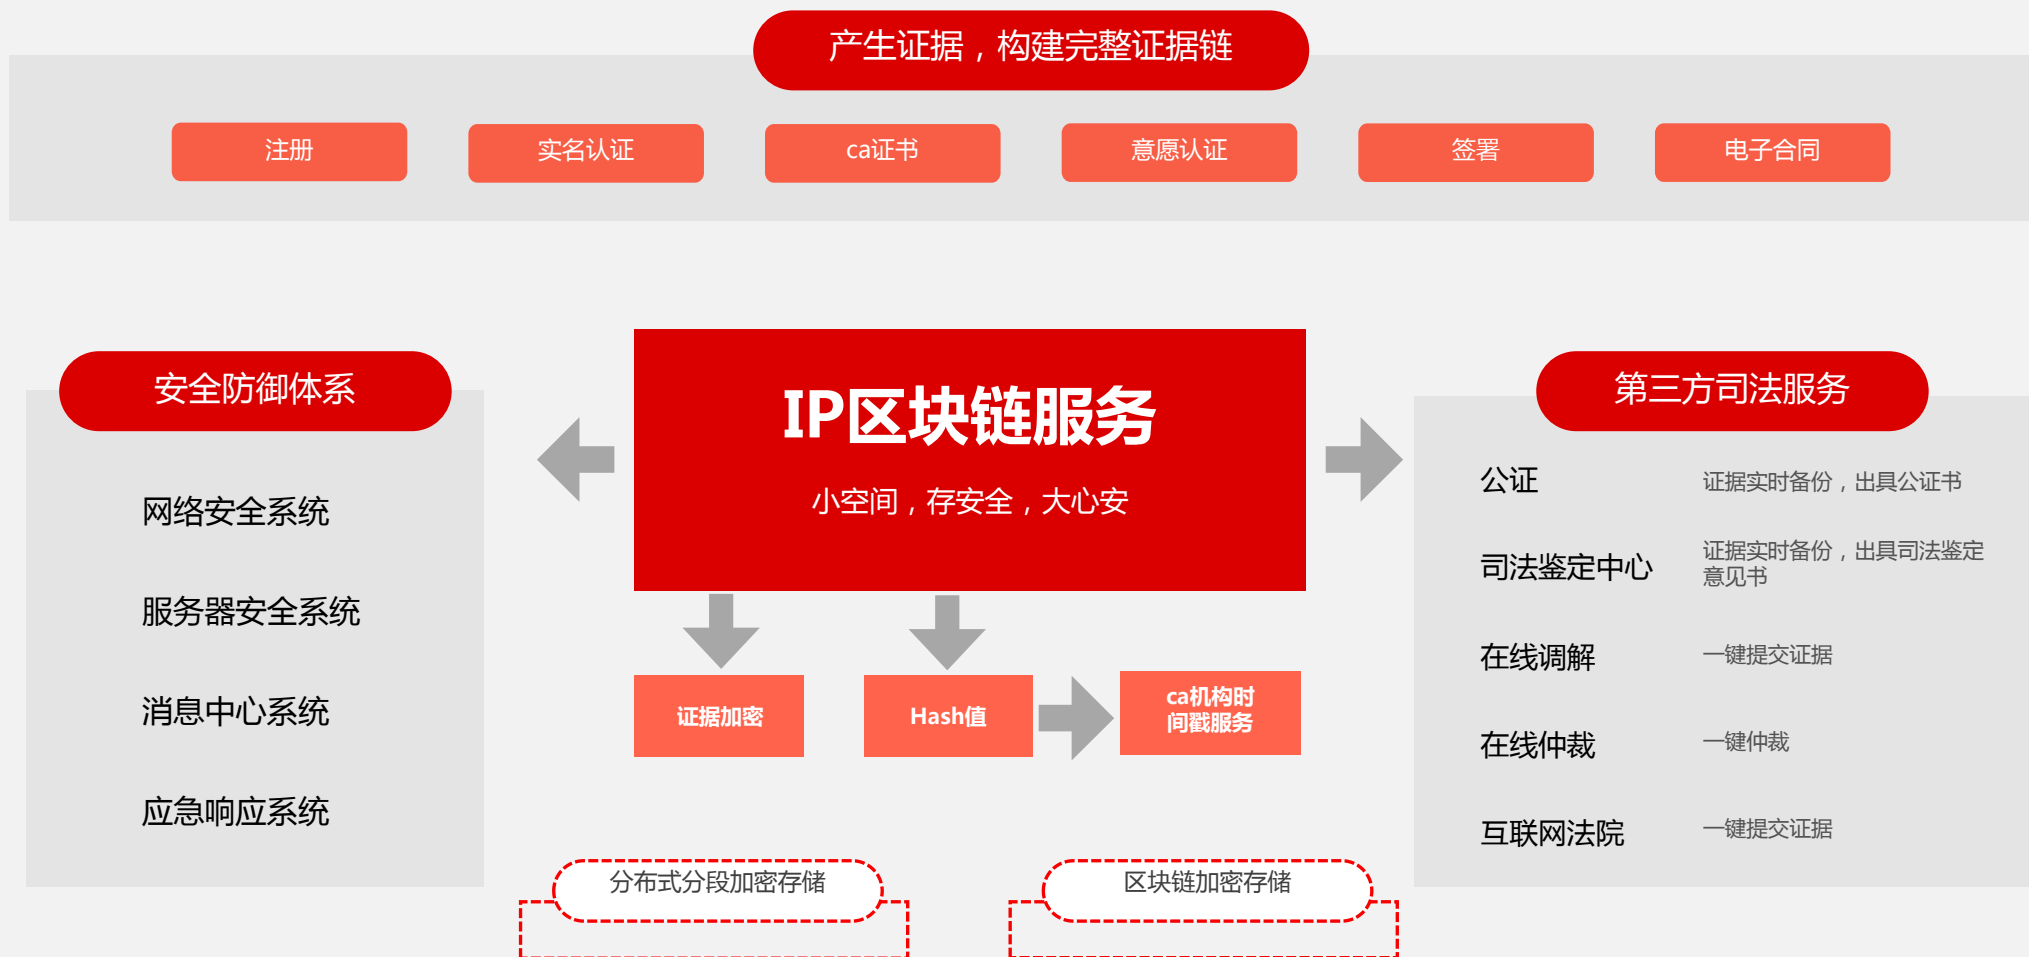 产生证据，构建完整证据链
注册
实名认证
ca证书
意愿认证
签署
电子合同
安全防御体系
网络安全系统
服务器安全系统
消息中心系统
应急响应系统
IP区块链服务
小空间，存安全，大心安
证据加密
Hash值
ca机构时
间戳服务
第三方司法服务
公证
证据实时备份，出具公证书
司法鉴定中心
证据实时备份，出具司法鉴定
意见书
在线调解
一键提交证据
在线仲裁
一键仲裁
互联网法院
一键提交证据
分布式分段加密存储
区块链加密存储